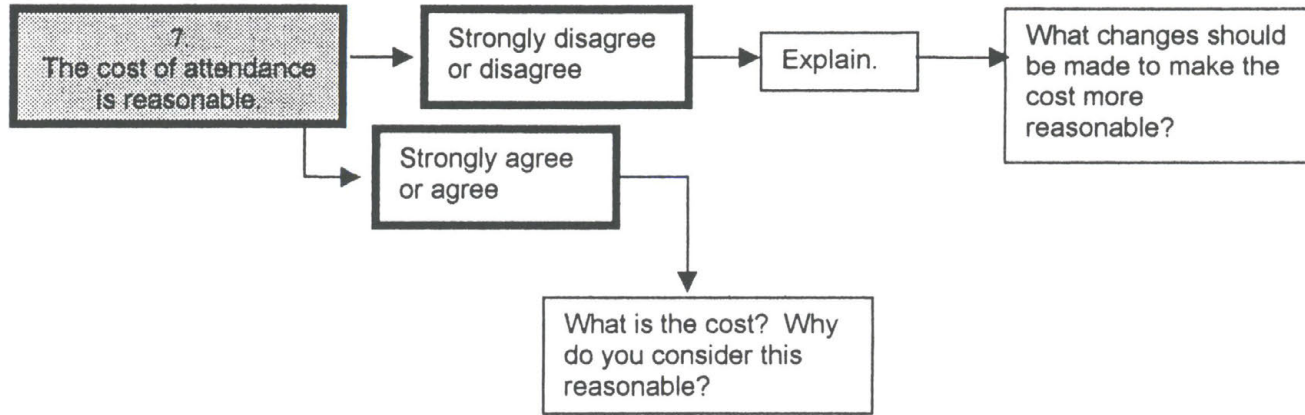 7.
The cost of attendance
is reasonable.
Strongly disagree
or disagree
Explain.
What changes should
be made to make the
cost more
reasonable?
Strongly agree
or agree
What is the cost?  Why
do you consider this
reasonable?